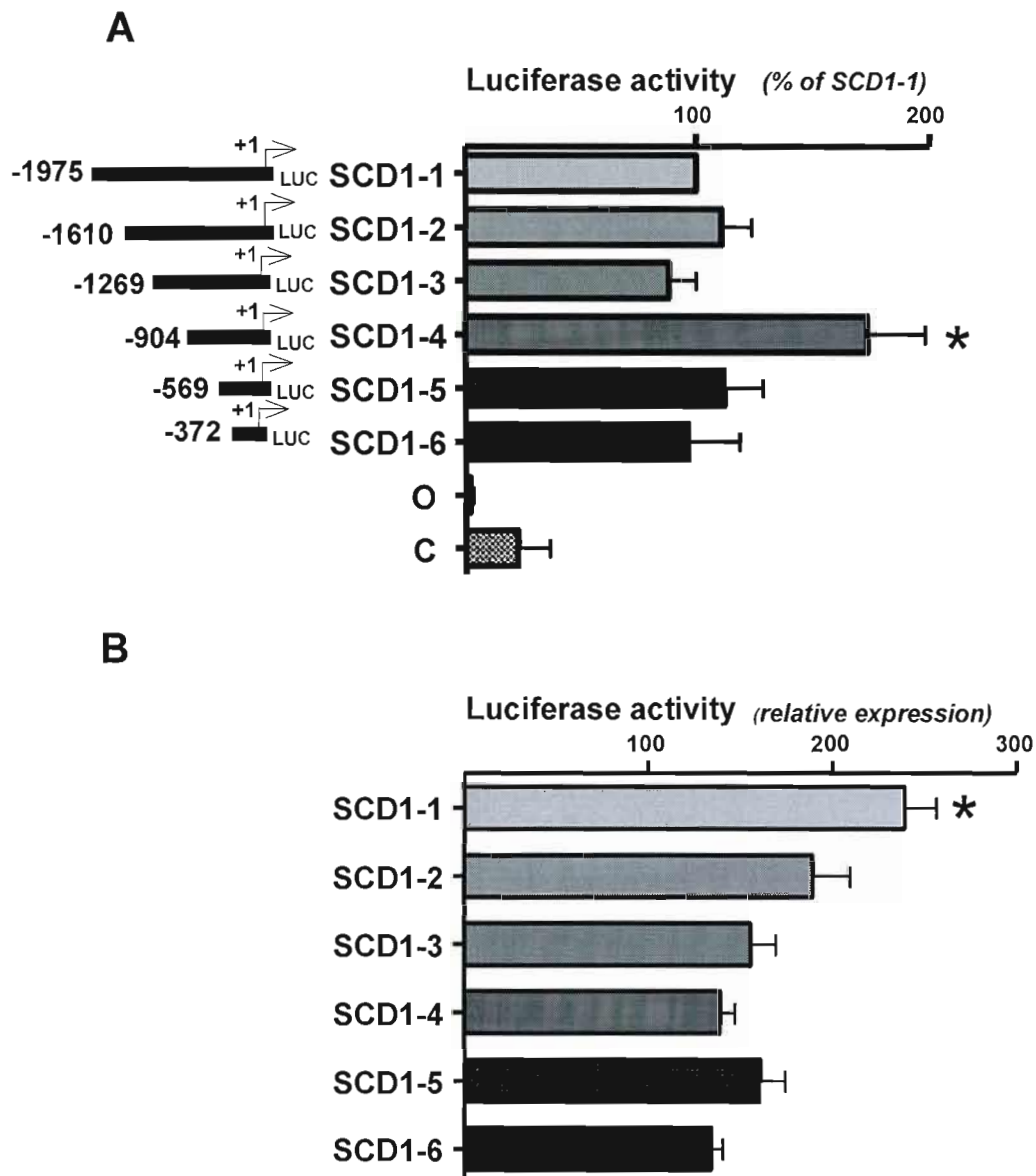 A
Luciferase activity (% of SCD1-1)
100 200
-1975 +1 LUC SCD1-1
-1610 +1 LUC SCD1-2
-1269 +1 LUC SCD1-3
-904 +1 LUC SCD1-4 *
-569 +1 LUC SCD1-5
-372 +1 LUC SCD1-6
O
C
B
Luciferase activity (relative expression)
100 200 300
SCD1-1 *
SCD1-2
SCD1-3
SCD1-4
SCD1-5
SCD1-6